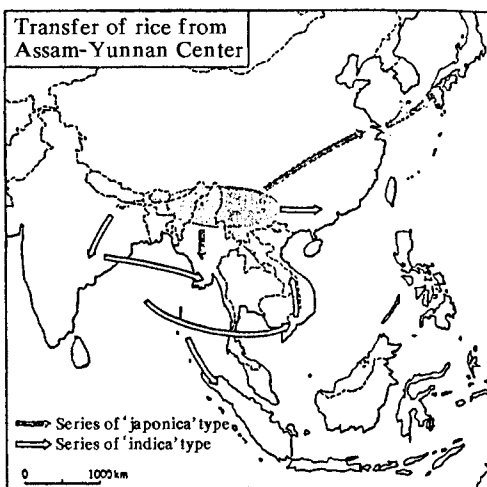 Transfer of rice from
Assam-Yunnan Center
Series of 'japonica' type
Series of 'indica' type
0 1000km